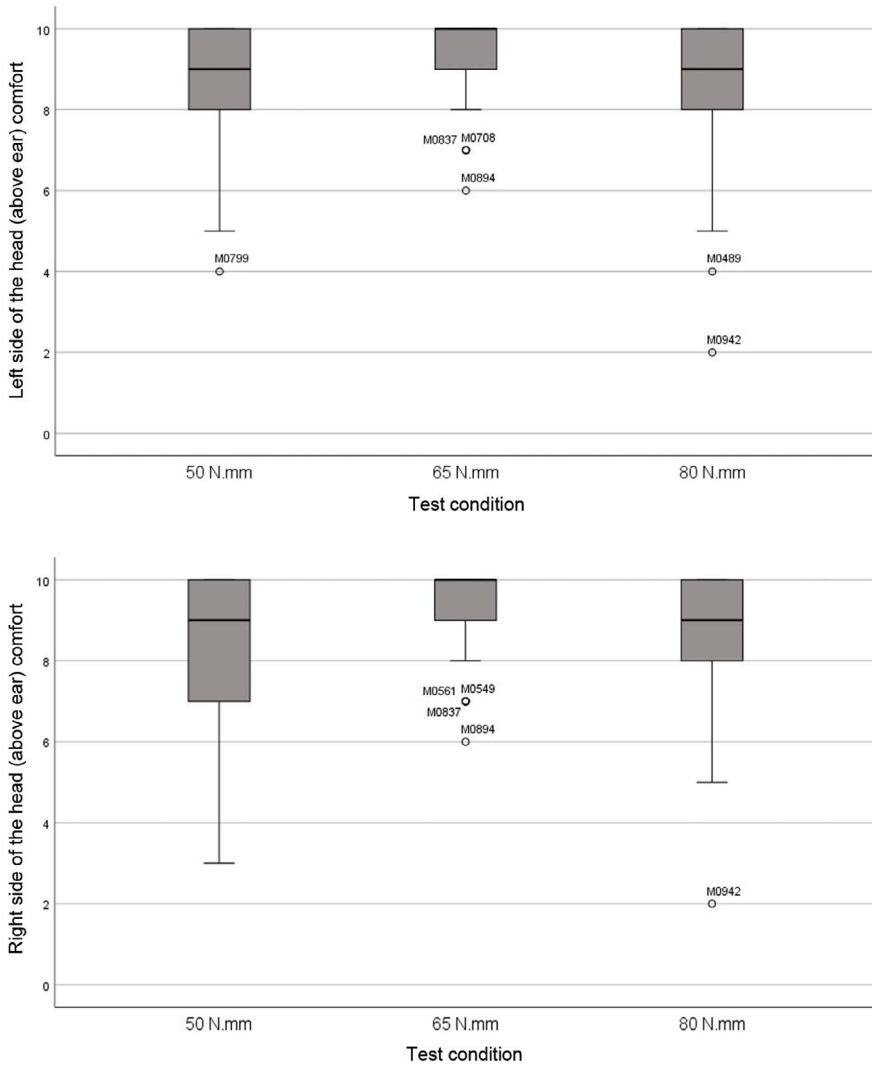 Left side of the head (above ear) comfort
10
8
M0837 M0708
6
M0894
4
M0799
M0489
2
M0942
0
50 N.mm 65 N.mm 80 N.mm
Test condition
Right side of the head (above ear) comfort
10
8
M0561 M0549
M0837
6
M0894
4
2
M0942
0
50 N.mm 65 N.mm 80 N.mm
Test condition